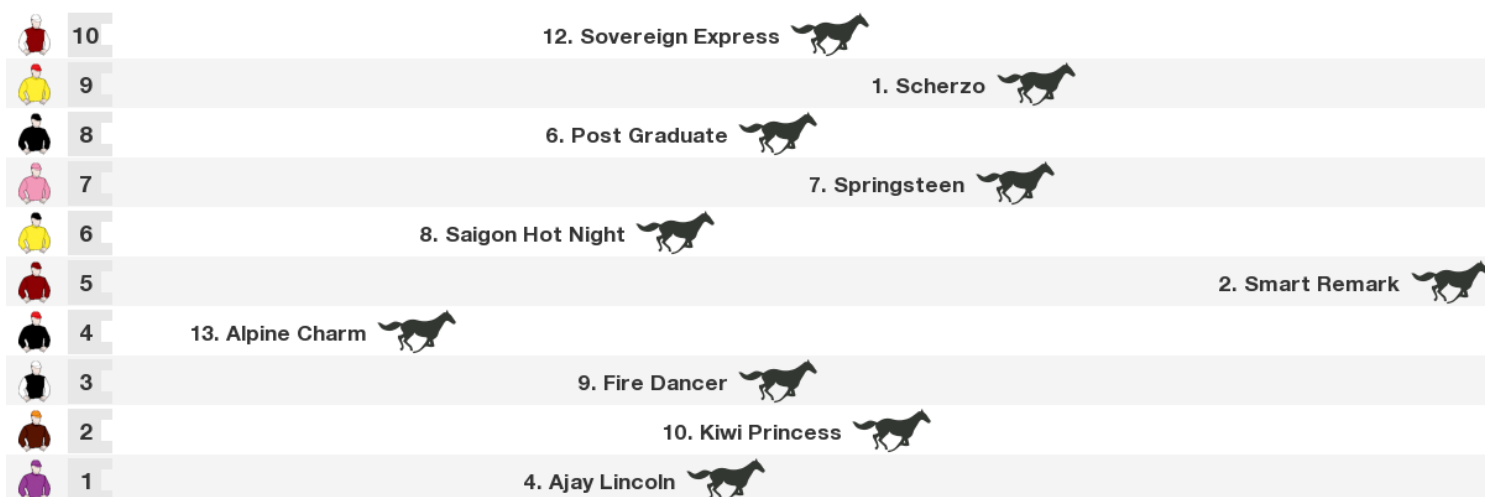 10 12. Sovereign Express
9 1. Scherzo
8 6. Post Graduate
7 7. Springsteen
6 8. Saigon Hot Night
5 2. Smart Remark
4 13. Alpine Charm
3 9. Fire Dancer
2 10. Kiwi Princess
1 4. Ajay Lincoln